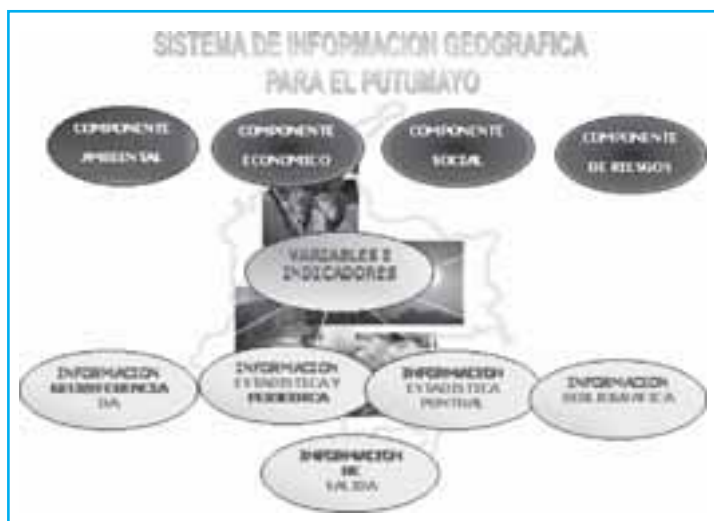 SISTEMA DE INFORMACION GEOGRAFICA
PARA EL PUTUMAYO
COMPONENTE
AMBIENTAL
COMPONENTE
ECONOMICO
COMPONENTE
SOCIAL
COMPONENTE
DE RIESGOS
VARIABLES E
INDICADORES
INFORMACION
GEORREFERENCIA
DA
INFORMACION
ESTADISTICA Y
PERIODICA
INFORMACION
ESTADISTICA
PUNTUAL
INFORMACION
BIBLIOGRAFICA
INFORMACION
DE
SALIDA